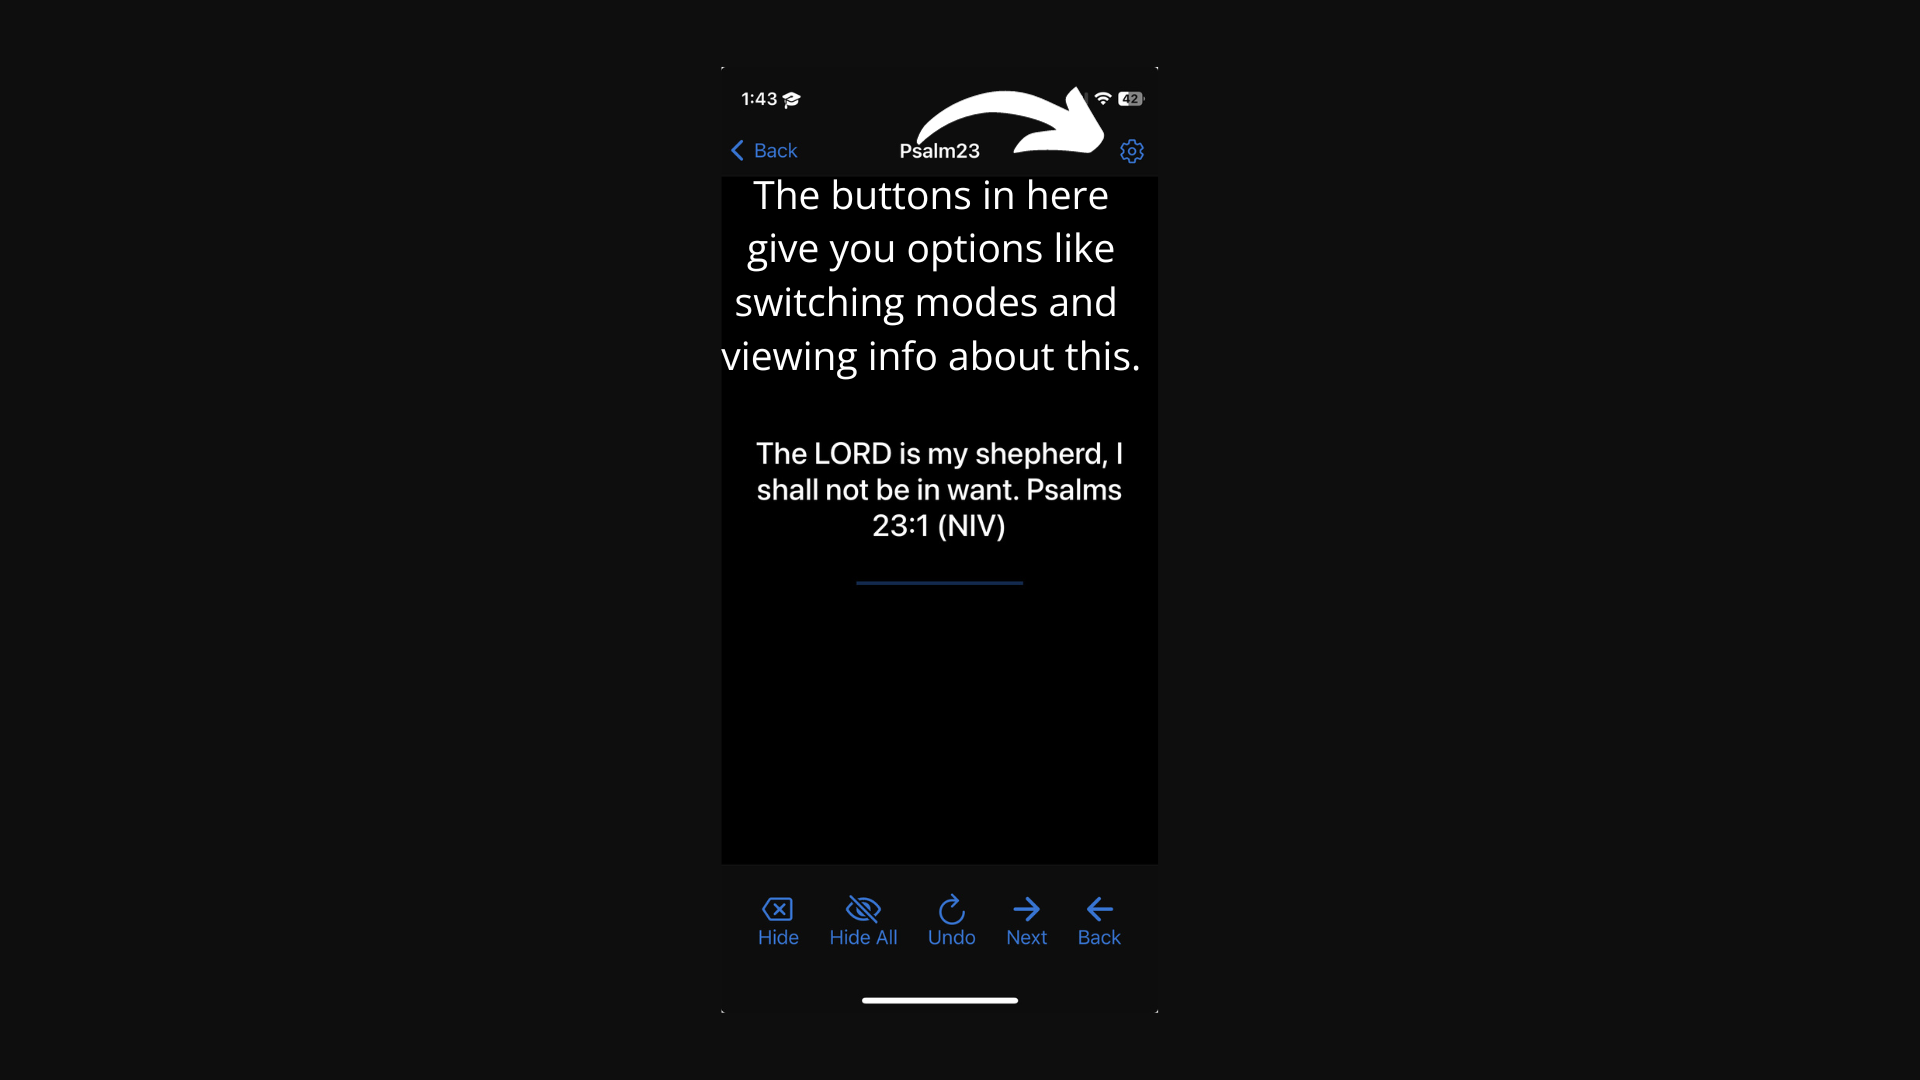 1:43 42
Back Psalm23
The buttons in here
give you options like
switching modes and
viewing info about this.
The LORD is my shepherd, I
shall not be in want. Psalms
23:1 (NIV)
Hide Hide All Undo Next Back